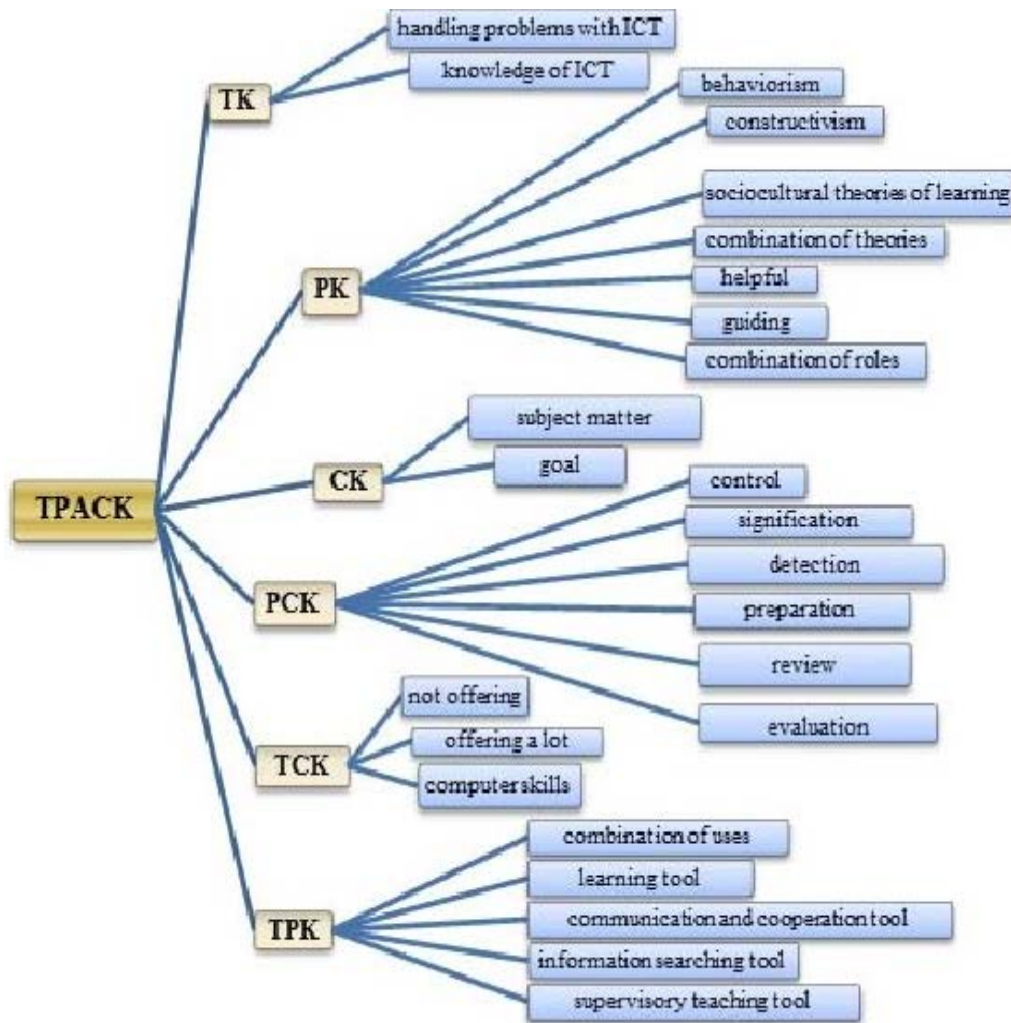 TPACK
TK
handling problems with ICT
knowledge of ICT
PK
behaviorism
constructivism
sociocultural theories of learning
combination of theories
helpful
guiding
combination of roles
CK
subject matter
goal
PCK
control
signification
detection
preparation
review
evaluation
TCK
not offering
offering a lot
computer skills
TPK
combination of uses
learning tool
communication and cooperation tool
information searching tool
supervisory teaching tool